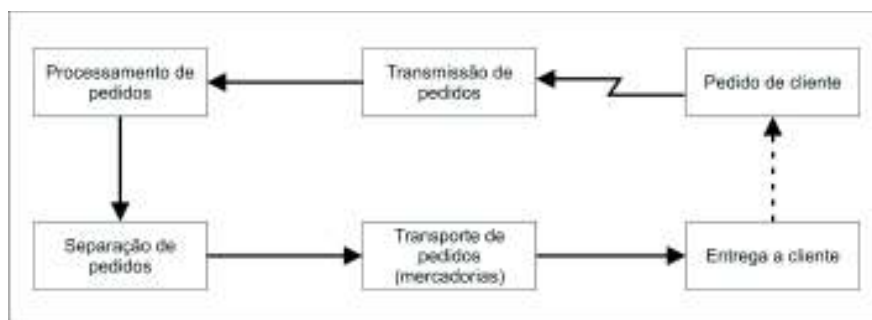 Processamento de
pedidos
Transmissão de
pedidos
Pedido de cliente
Separação de
pedidos
Transporte de
pedidos
(mercadorias)
Entrega a cliente